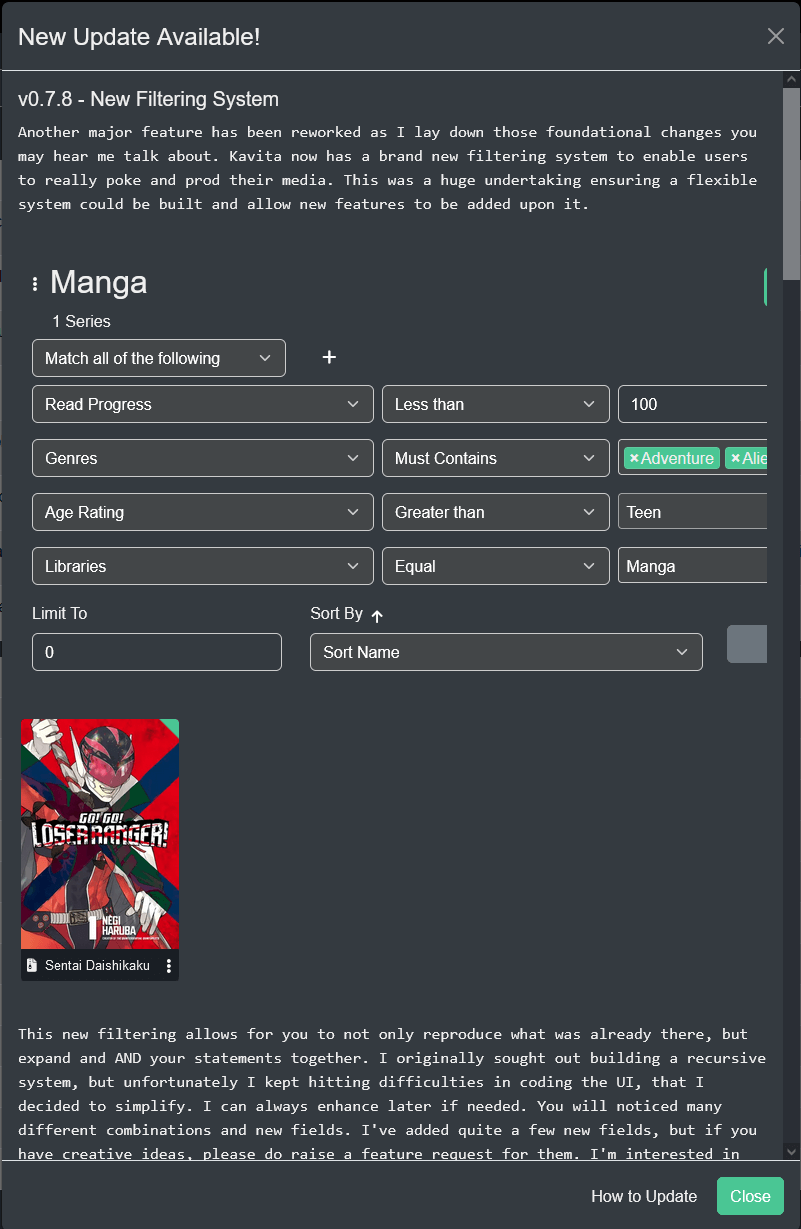 New Update Available!
v0.7.8 - New Filtering System
Another major feature has been reworked as I lay down those foundational changes you
may hear me talk about. Kavita now has a brand new filtering system to enable users
to really poke and prod their media. This was a huge undertaking ensuring a flexible
system could be built and allow new features to be added upon it.
Manga
1 Series
Match all of the following
Read Progress Less than 100
Genres Must Contains Adventure Alie
Age Rating Greater than Teen
Libraries Equal Manga
Limit To Sort By
0 Sort Name
GO! GO!
LOSER RANGER!
1 NEGI
HARUBA
Sentai Daishikaku
This new filtering allows for you to not only reproduce what was already there, but
expand and AND your statements together. I originally sought out building a recursive
system, but unfortunately I kept hitting difficulties in coding the UI, that I
decided to simplify. I can always enhance later if needed. You will noticed many
different combinations and new fields. I've added quite a few new fields, but if you
have creative ideas, please do raise a feature request for them. I'm interested in
How to Update Close